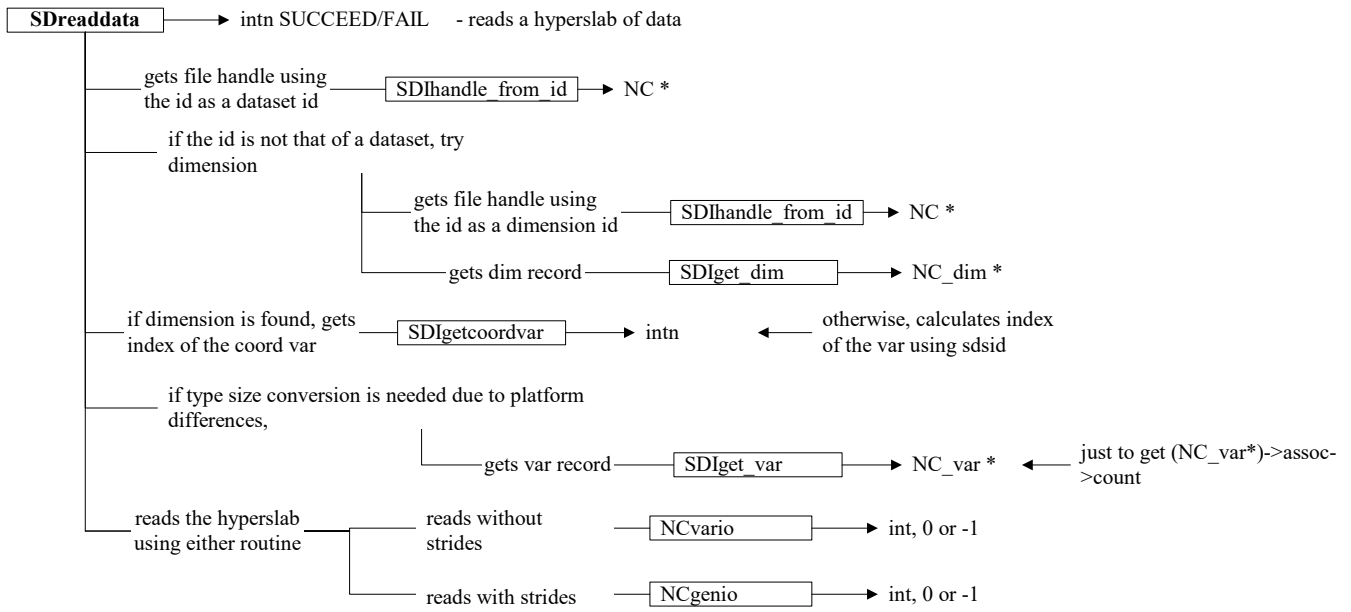 SDreaddata intn SUCCEED/FAIL - reads a hyperslab of data
gets file handle using
the id as a dataset id
SDIhandle_from_id NC *
if the id is not that of a dataset, try
dimension
gets file handle using
the id as a dimension id
SDIhandle_from_id NC *
gets dim record SDIget_dim NC_dim *
if dimension is found, gets
index of the coord var
SDIgetcoordvar intn
otherwise, calculates index
of the var using sdsid
if type size conversion is needed due to platform
differences,
gets var record SDIget_var NC_var *
just to get (NC_var*)->assoc-
>count
reads the hyperslab
using either routine
reads without
strides
NCvario int, 0 or -1
reads with strides NCgenio int, 0 or -1